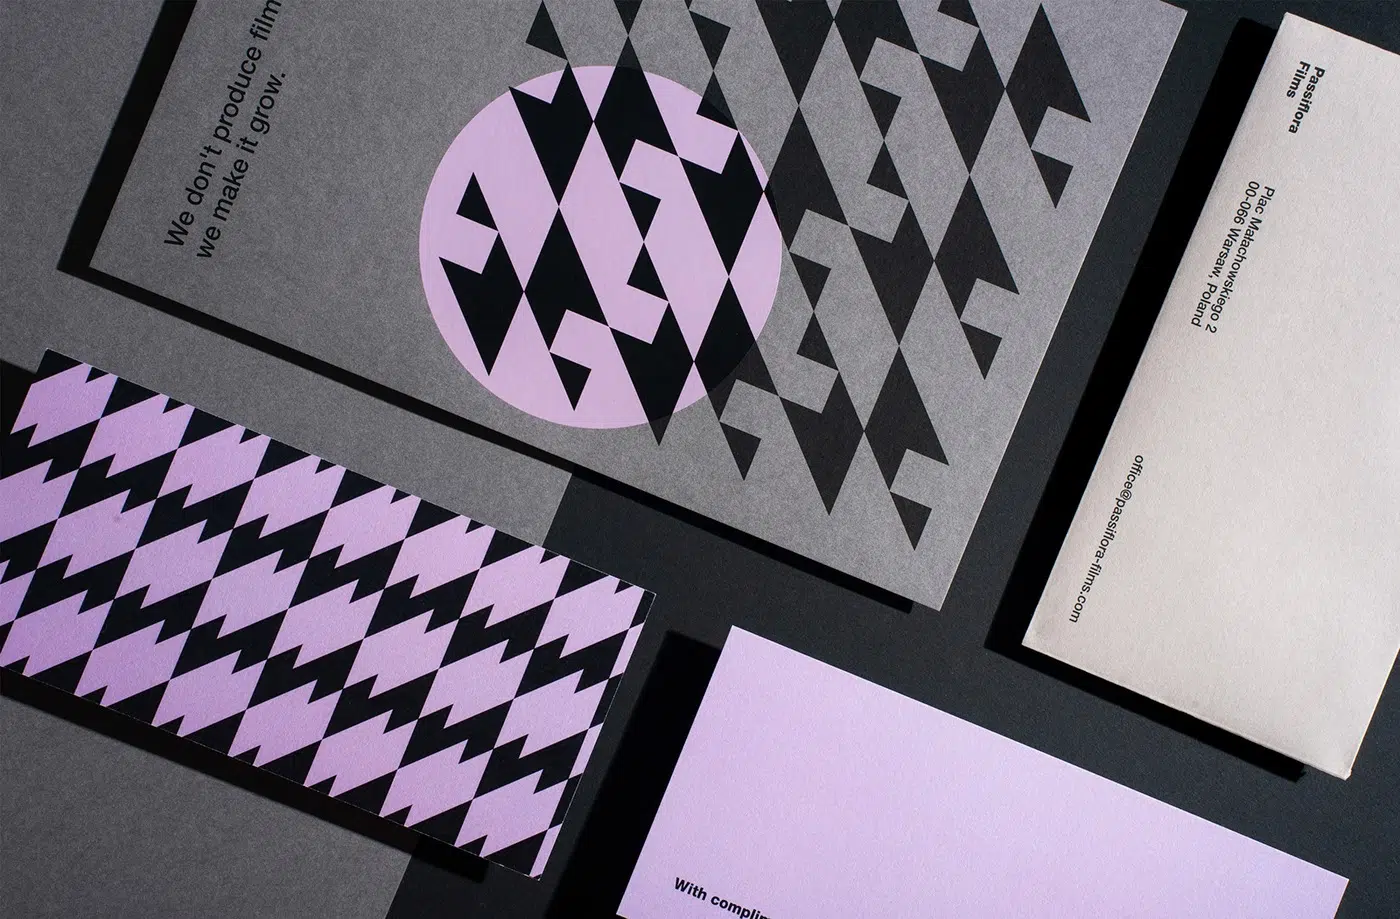 We don't produce film
we make it grow.
Passiflora
Films
Plac Małachowskiego 2
00-066 Warsaw, Poland
office@passiflora-films.com
With